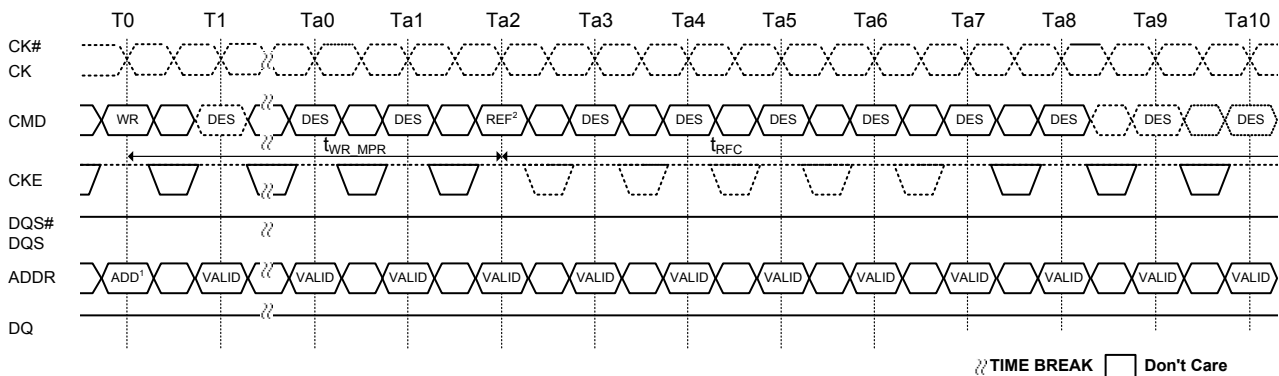 T0 T1 Ta0 Ta1 Ta2 Ta3 Ta4 Ta5 Ta6 Ta7 Ta8 Ta9 Ta10
CK#
CK
CMD WR DES DES DES REF2 DES DES DES DES DES DES DES DES
tWR_MPR tRFC
CKE
DQS#
DQS
ADDR ADD1 VALID VALID VALID VALID VALID VALID VALID VALID VALID VALID VALID VALID
DQ
TIME BREAK Don't Care